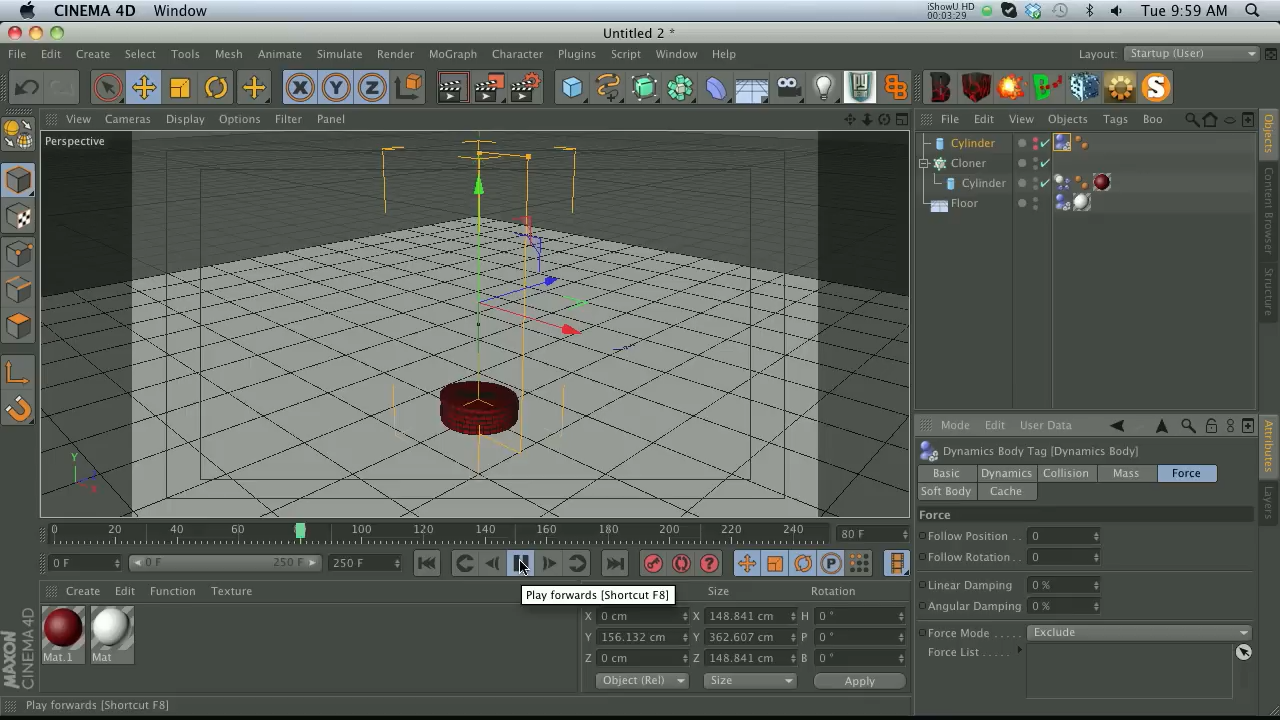 CINEMA 4D Window
iShowU HD
00:03:29
Tue 9:59 AM
Untitled 2 *
File Edit Create Select Tools Mesh Animate Simulate Render MoGraph Character Plugins Script Window Help
Layout: Startup (User)
X Y Z
View Cameras Display Options Filter Panel
File Edit View Objects Tags Boo
Perspective
Cylinder
Cloner
Cylinder
Floor
Objects
Content Browser
Structure
Mode Edit User Data
Dynamics Body Tag [Dynamics Body]
Basic Dynamics Collision Mass Force
Soft Body Cache
Attributes
Layers
Force
Follow Position . . 0
Follow Rotation . . 0
Linear Damping 0 %
Angular Damping 0 %
Force Mode . . . . . Exclude
Force List . . . . .
Y
X
0 20 40 60 100 120 140 160 180 200 220 240 80 F
0 F 0 F 250 F 250 F
P
Play forwards [Shortcut F8]
Create Edit Function Texture
Size Rotation
X 0 cm X 148.841 cm H 0 °
Y 156.132 cm Y 362.607 cm P 0 °
Z 0 cm Z 148.841 cm B 0 °
Object (Rel) Size Apply
Mat.1 Mat
MAXON
CINEMA 4D
Play forwards [Shortcut F8]